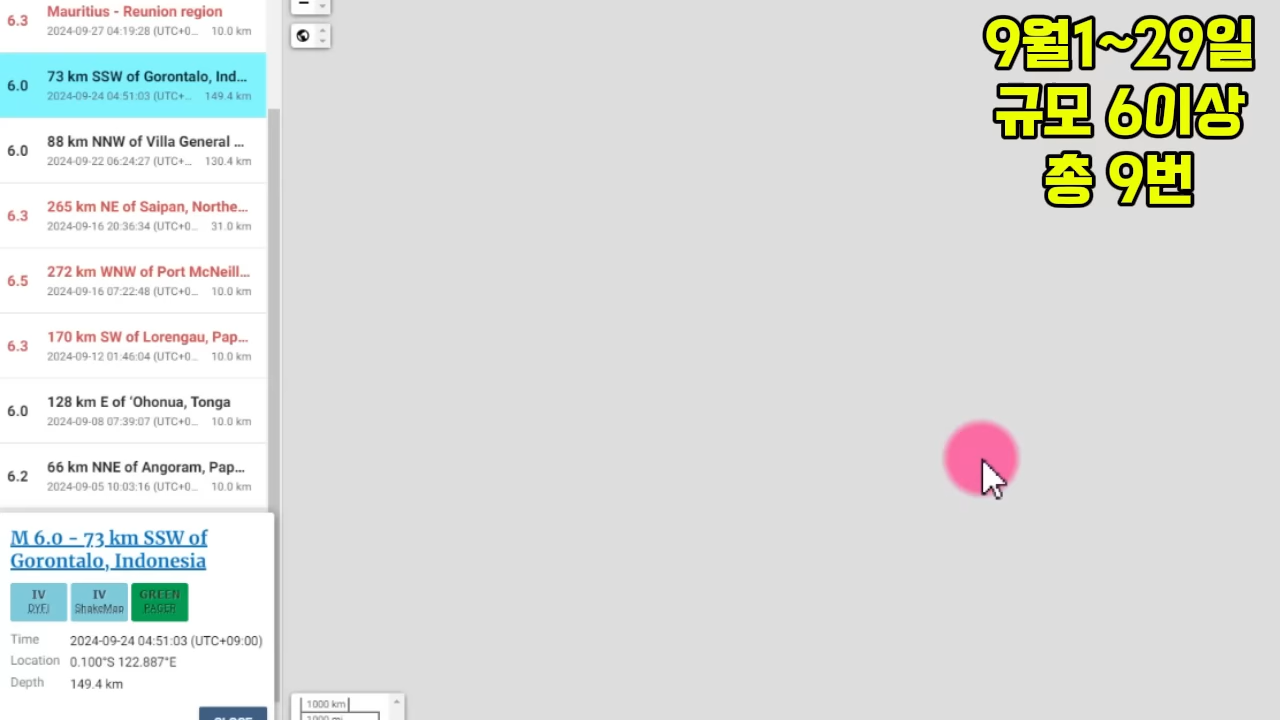 6.3
Mauritius - Reunion region
2024-09-27 04:19:28 (UTC+0... 10.0 km
6.0
73 km SSW of Gorontalo, Ind...
2024-09-24 04:51:03 (UTC+... 149.4 km
6.0
88 km NNW of Villa General ...
2024-09-22 06:24:27 (UTC+... 130.4 km
6.3
265 km NE of Saipan, Northe...
2024-09-16 20:36:34 (UTC+0... 31.0 km
6.5
272 km WNW of Port McNeill...
2024-09-16 07:22:48 (UTC+0... 10.0 km
6.3
170 km SW of Lorengau, Pap...
2024-09-12 01:46:04 (UTC+0... 10.0 km
6.0
128 km E of ‘Ohonua, Tonga
2024-09-08 07:39:07 (UTC+0... 10.0 km
6.2
66 km NNE of Angoram, Pap...
2024-09-05 10:03:16 (UTC+0... 10.0 km
M 6.0 - 73 km SSW of
Gorontalo, Indonesia
IV
DYFI
IV
ShakeMap
GREEN
PAGER
Time 2024-09-24 04:51:03 (UTC+09:00)
Location 0.100°S 122.887°E
Depth 149.4 km
CLOSE
1000 km
1000 mi
9월1~29일
규모 6이상
총 9번